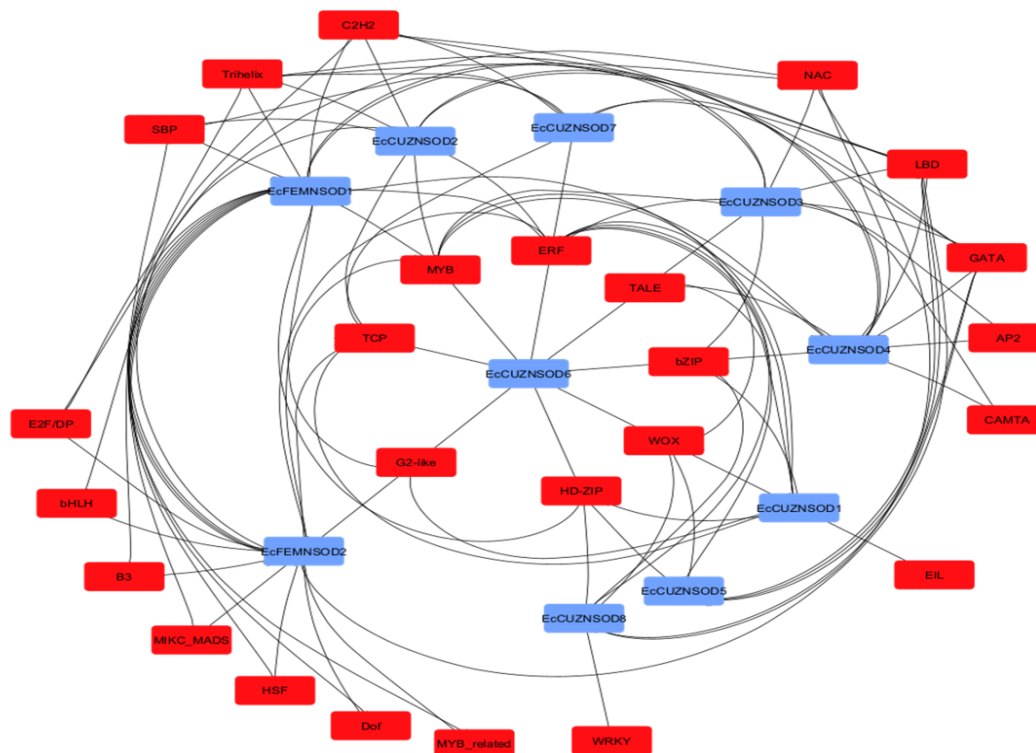 C2H2
Trihelix
NAC
SBP
EcCUZNSOD7
EcCUZNSOD2
LBD
EcFEMNSOD1
EcCUZNSOD3
ERF
GATA
MYB
TALE
TCP
AP2
EcCUZNSOD4
bZIP
EcCUZNSOD6
CAMTA
E2F/DP
WOX
G2-like
HD-ZIP
bHLH
EcCUZNSOD1
EcFEMNSOD2
EIL
B3
EcCUZNSOD5
EcCUZNSOD8
MIKC_MADS
HSF
Dof
WRKY
MYB_related